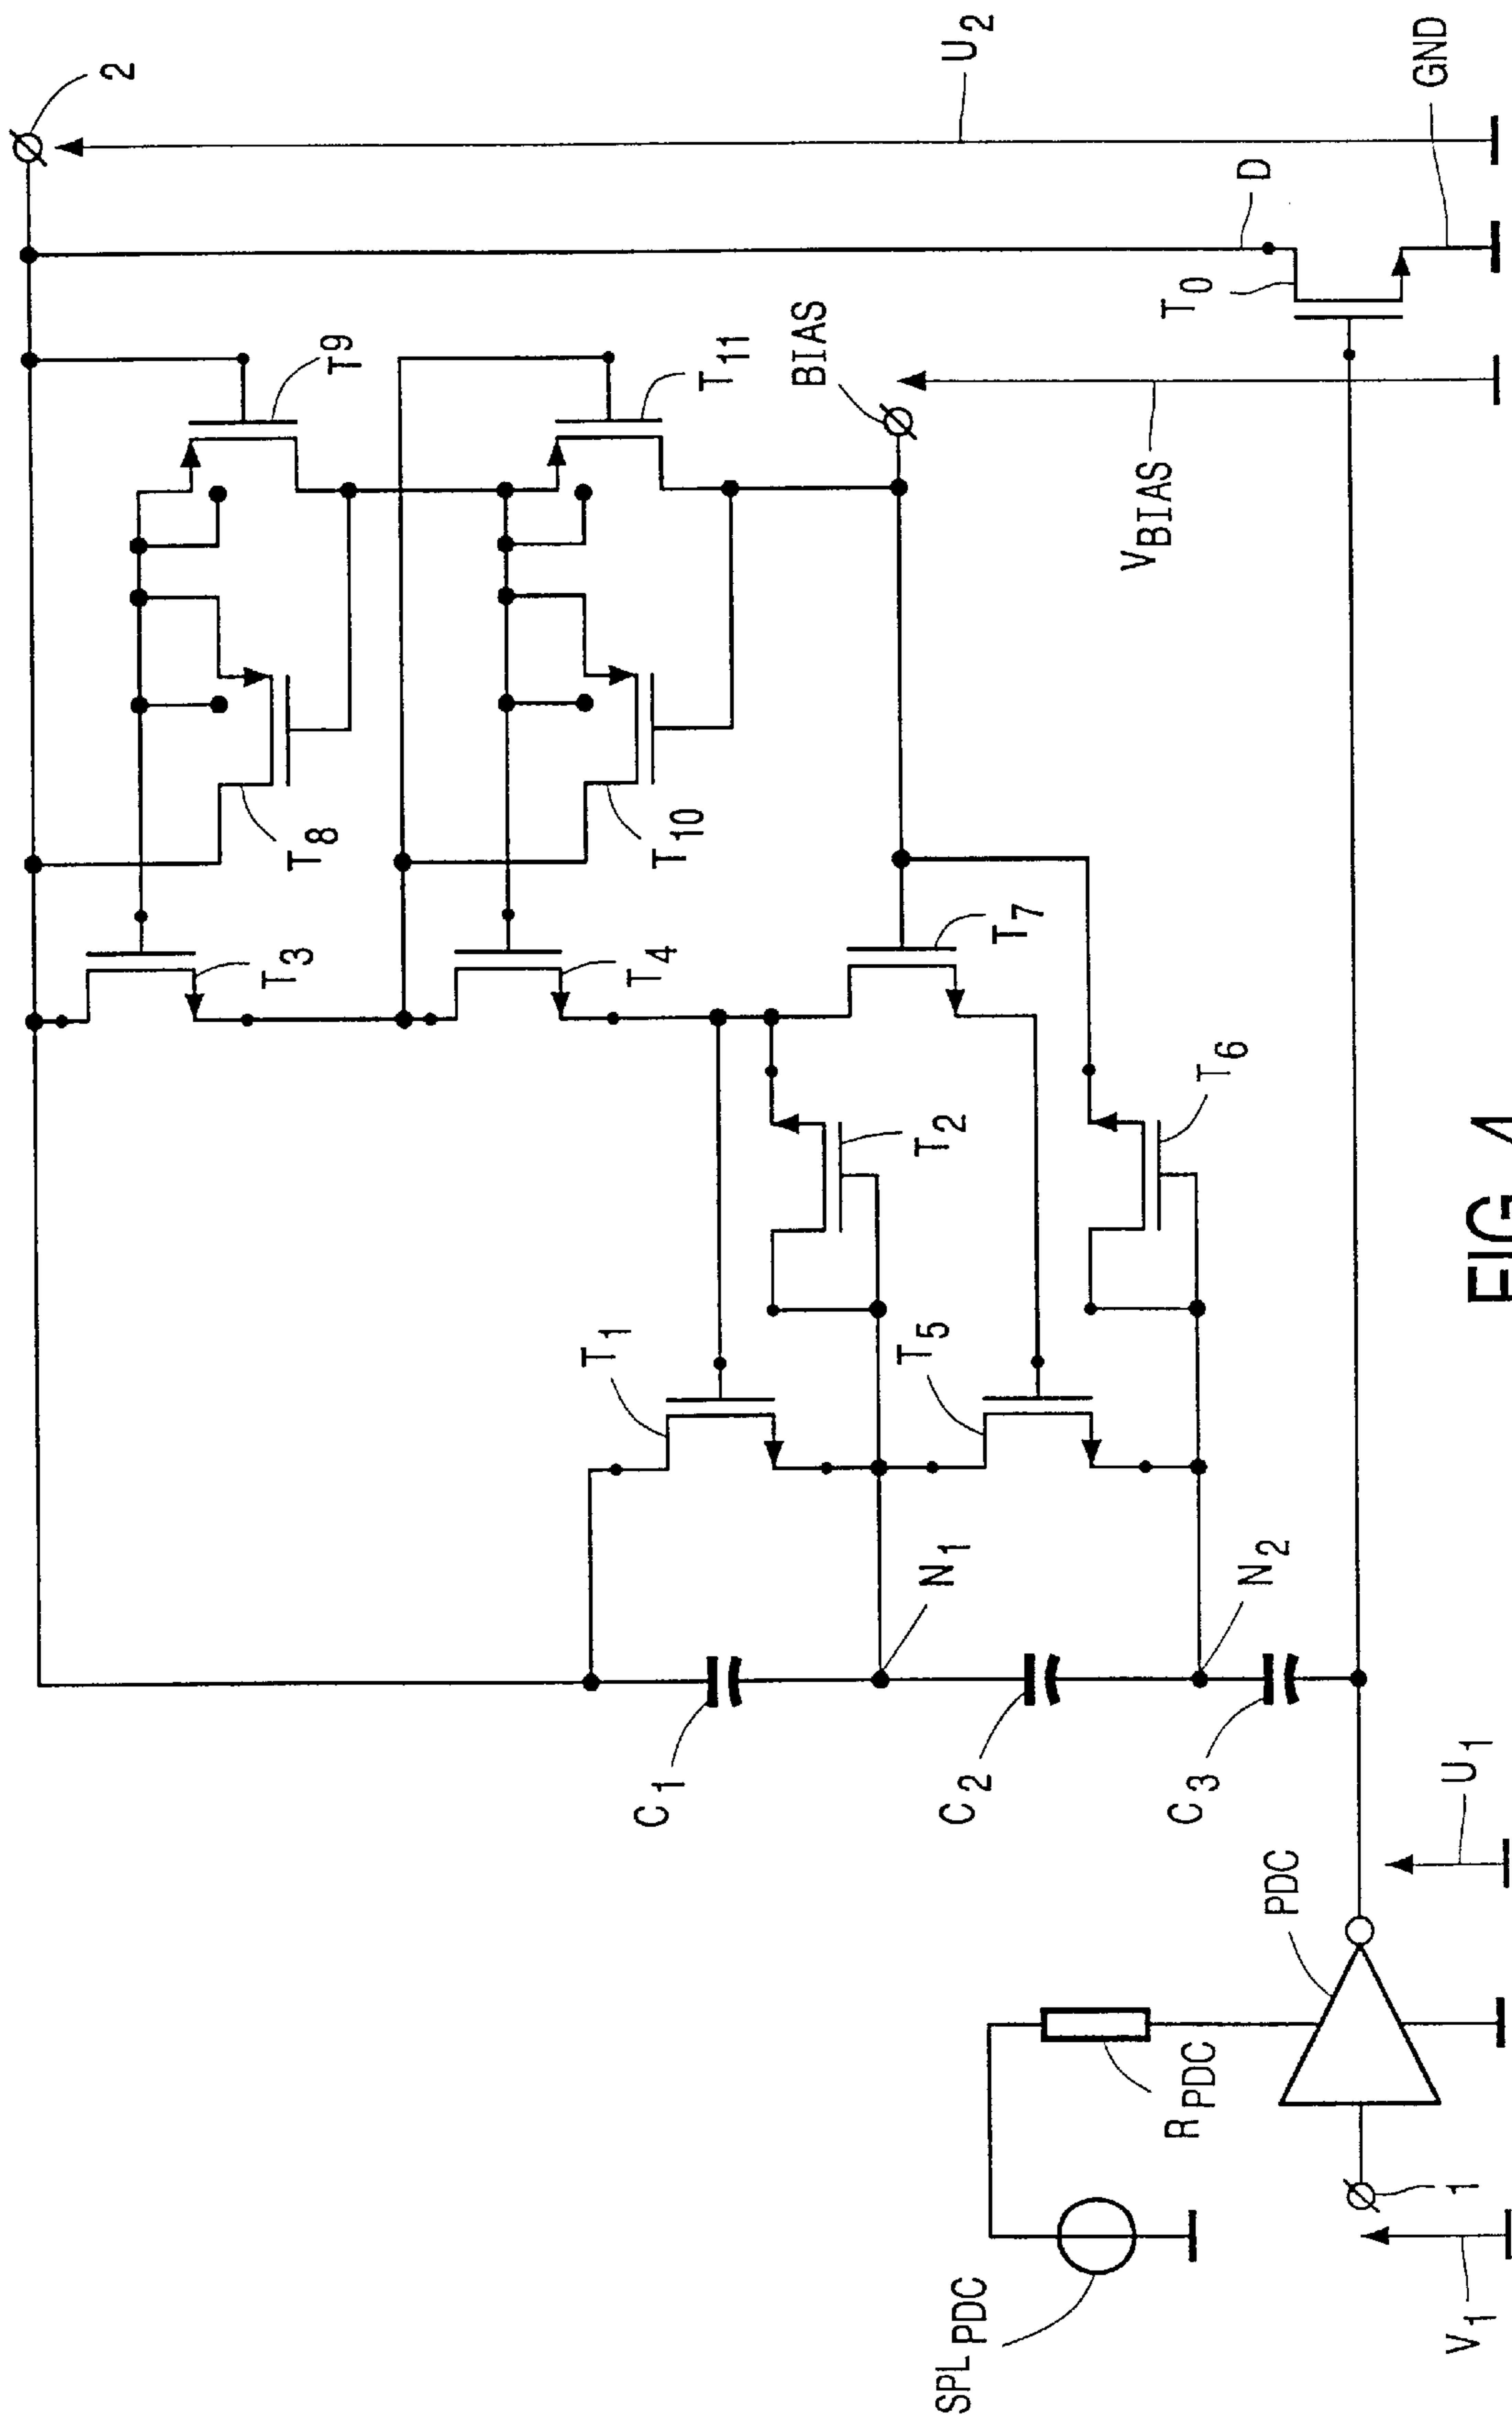 2
U2
D
GND
T0
T9
T11
BIAS
VBIAS
T8
T10
T3
T4
T7
T2
T6
T1
T5
N1
N2
C1
C2
C3
U1
PDC
RPDC
SPLPDC
1
V1
FIG. 4